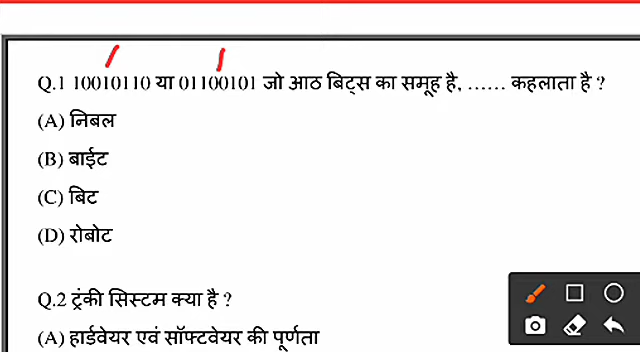 Q.1 10010110 या 01100101 जो आठ बिट्स का समूह है, …… कहलाता है ?
(A) निबल
(B) बाईट
(C) बिट
(D) रोबोट
Q.2 ट्रंकी सिस्टम क्या है ?
(A) हार्डवेयर एवं सॉफ्टवेयर की पूर्णता